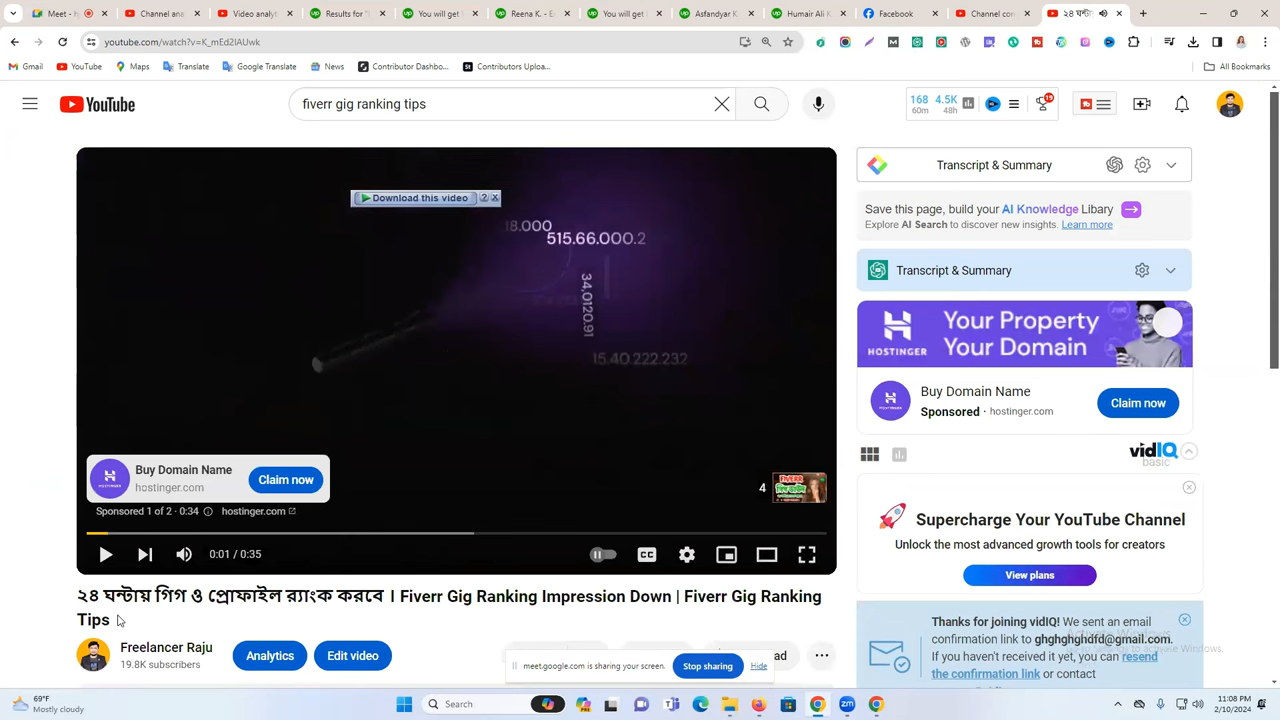 Meet -
Channel con
Video analyt
Results - F
You will get
Reena K. - E
You will get
Asfandyar K.
Humair Ali K
Facebook
Channel con
২৪ ঘন্টা
youtube.com/watch?v=K_mEd2IAUwk
Gmail
YouTube
Maps
Translate
Google Translate
News
Contributor Dashbo...
Contributors Uploa...
All Bookmarks
YouTube
fiverr gig ranking tips
168 4.5K
60m 48h
15
Download this video
? X
18.000
515.66.000.2
34,0120.91
15.40.222.232
Buy Domain Name
hostinger.com
Claim now
Sponsored 1 of 2 · 0:34
hostinger.com
4
0:01 / 0:35
CC
২৪ ঘন্টায় গিগ ও প্রোফাইল র‍্যাংক করবে I Fiverr Gig Ranking Impression Down | Fiverr Gig Ranking
Tips
Freelancer Raju
19.8K subscribers
Analytics
Edit video
meet.google.com is sharing your screen.
Stop sharing
Hide
Transcript & Summary
Save this page, build your AI Knowledge Library
Explore AI Search to discover new insights. Learn more
Transcript & Summary
HOSTINGER
Your Property
Your Domain
Buy Domain Name
Sponsored · hostinger.com
Claim now
vidIQ
basic
Supercharge Your YouTube Channel
Unlock the most advanced growth tools for creators
View plans
Thanks for joining vidIQ! We sent an email
confirmation link to ghghghghdfd@gmail.com.
If you haven't received it yet, you can resend
the confirmation link or contact
69°F
Mostly cloudy
Search
11:08 PM
2/10/2024